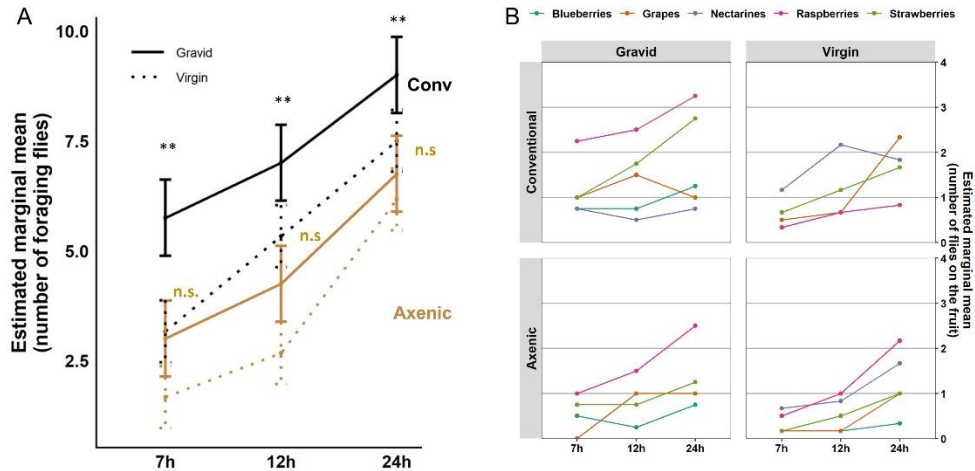 A
Estimated marginal mean
(number of foraging flies)
10.0
7.5
5.0
2.5
Gravid
Virgin
**
**
**
Conv
n.s
n.s
n.s.
Axenic
7h
12h
24h
B
Blueberries Grapes Nectarines Raspberries Strawberries
Gravid Virgin
Conventional
Axenic
4
3
2
1
0
4
3
2
1
0
Estimated marginal mean
(number of flies on the fruit)
7h 12h 24h 7h 12h 24h